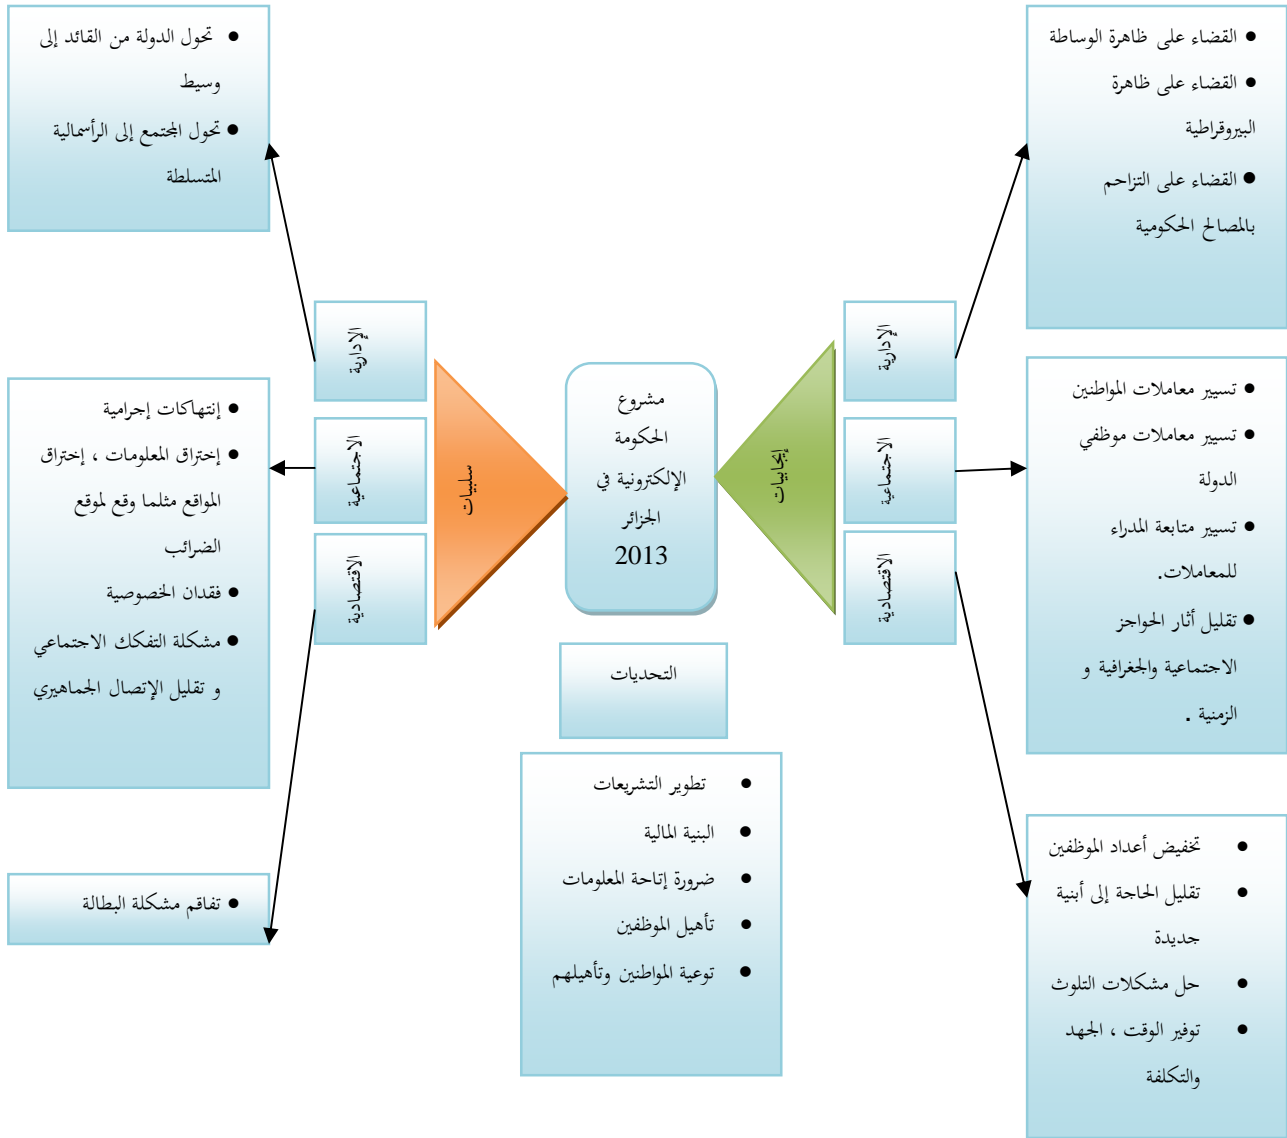 ● القضاء على ظاهرة الوساطة
● القضاء على ظاهرة
البيروقراطية
● القضاء على التزاحم
بالمصالح الحكومية
● تحول الدولة من القائد إلى
وسيط
● تحول المجتمع إلى الرأسمالية
المتسلطة
الإدارية
الاجتماعية
الاقتصادية
إيجابيات
مشروع
الحكومة
الإلكترونية في
الجزائر
2013
سلبيات
الإدارية
الاجتماعية
الاقتصادية
● تسيير معاملات المواطنين
● تسيير معاملات موظفي
الدولة
● تسيير متابعة المدراء
للمعاملات.
● تقليل أثار الحواجز
الاجتماعية والجغرافية و
الزمنية .
● إنتهاكات إجرامية
● إختراق المعلومات ، إختراق
المواقع مثلما وقع لموقع
الضرائب
● فقدان الخصوصية
● مشكلة التفكك الاجتماعي
و تقليل الإتصال الجماهيري
التحديات
● تطوير التشريعات
● البنية المالية
● ضرورة إتاحة المعلومات
● تأهيل الموظفين
● توعية المواطنين وتأهيلهم
● تخفيض أعداد الموظفين
● تقليل الحاجة إلى أبنية
جديدة
● حل مشكلات التلوث
● توفير الوقت ، الجهد
والتكلفة
● تفاقم مشكلة البطالة